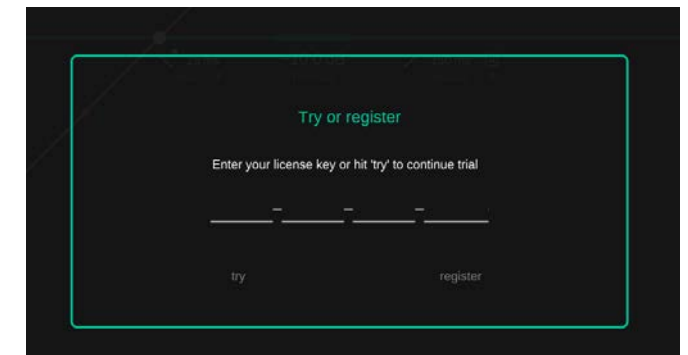 Try or register
Enter your license key or hit 'try' to continue trial
– – –
try register